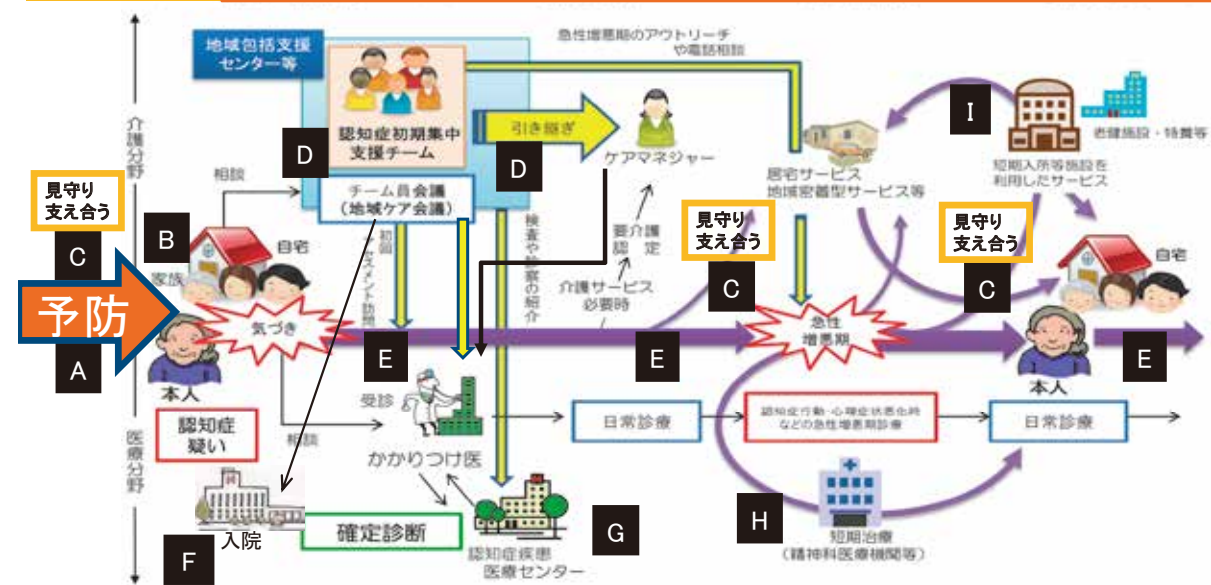 急性増悪期のアウトリーチ
や電話相談
地域包括支援
センター等
介護分野
認知症初期集中
支援チーム
D
引き継ぎ
D
ケアマネジャー
I
老健施設・特養等
短期入所等施設を
利用したサービス
居宅サービス
地域密着型サービス等
相談
チーム員会議
(地域ケア会議)
見守り
支え合う
C
B
自宅
家族
予防
A
気づき
本人
初回
アセスメント訪問
検査や診察の紹介
要介護
認定
介護サービス
必要時
見守り
支え合う
C
見守り
支え合う
C
自宅
急性
増悪期
E
E
E
本人
認知症
疑い
相談
受診
かかりつけ医
日常診療
認知症行動・心理症状悪化時
などの急性増悪期診療
日常診療
医療分野
入院
F
確定診断
認知症疾患
医療センター
G
H
短期治療
(精神科医療機関等)